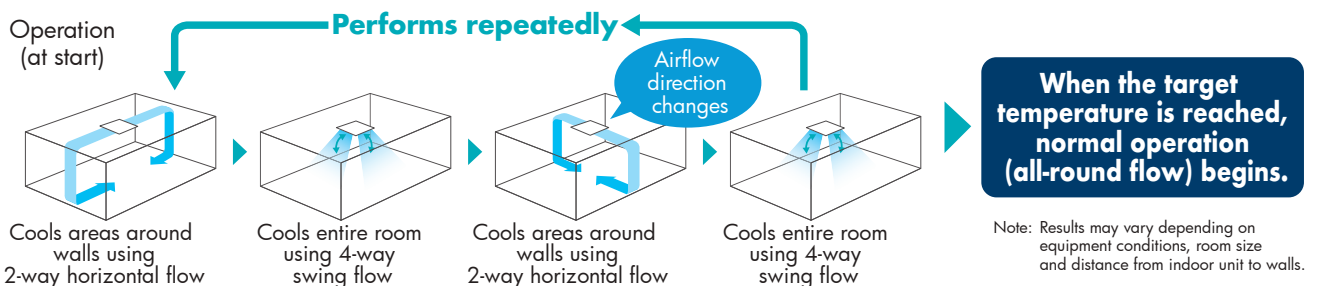 Operation
(at start)
Performs repeatedly
Airflow
direction
changes
Cools areas around
walls using
2-way horizontal flow
Cools entire room
using 4-way
swing flow
Cools areas around
walls using
2-way horizontal flow
Cools entire room
using 4-way
swing flow
When the target
temperature is reached,
normal operation
(all-round flow) begins.
Note: Results may vary depending on
equipment conditions, room size
and distance from indoor unit to walls.